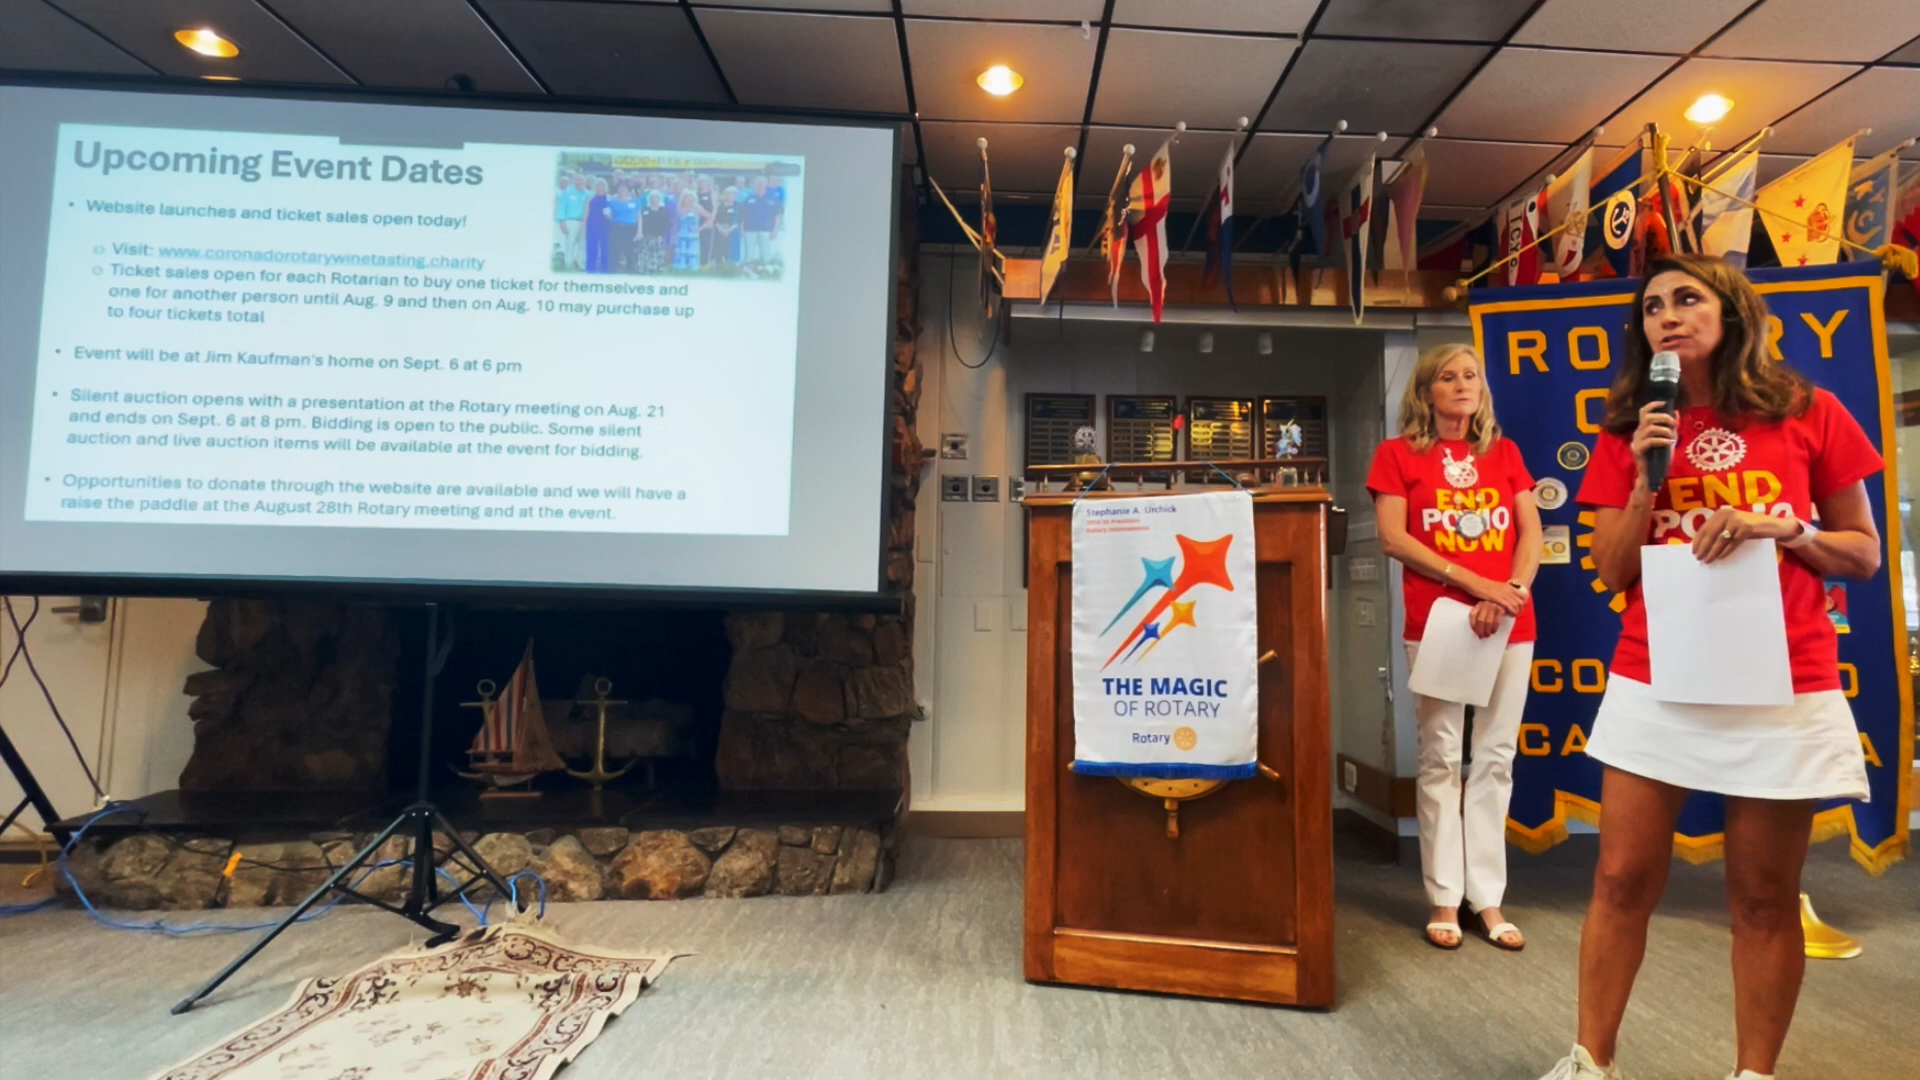 Upcoming Event Dates
• Website launches and ticket sales open today!
o Visit: www.coronadorotarywinetasting.charity
o Ticket sales open for each Rotarian to buy one ticket for themselves and
one for another person until Aug. 9 and then on Aug. 10 may purchase up
to four tickets total
• Event will be at Jim Kaufman's home on Sept. 6 at 6 pm
• Silent auction opens with a presentation at the Rotary meeting on Aug. 21
and ends on Sept. 6 at 8 pm. Bidding is open to the public. Some silent
auction and live auction items will be available at the event for bidding.
• Opportunities to donate through the website are available and we will have a
raise the paddle at the August 28th Rotary meeting and at the event.
Stephanie A. Urchick
THE MAGIC
OF ROTARY
Rotary
END
POLIO
NOW
END
POLIO
RO RY
O
CO O
CA A
TCYC